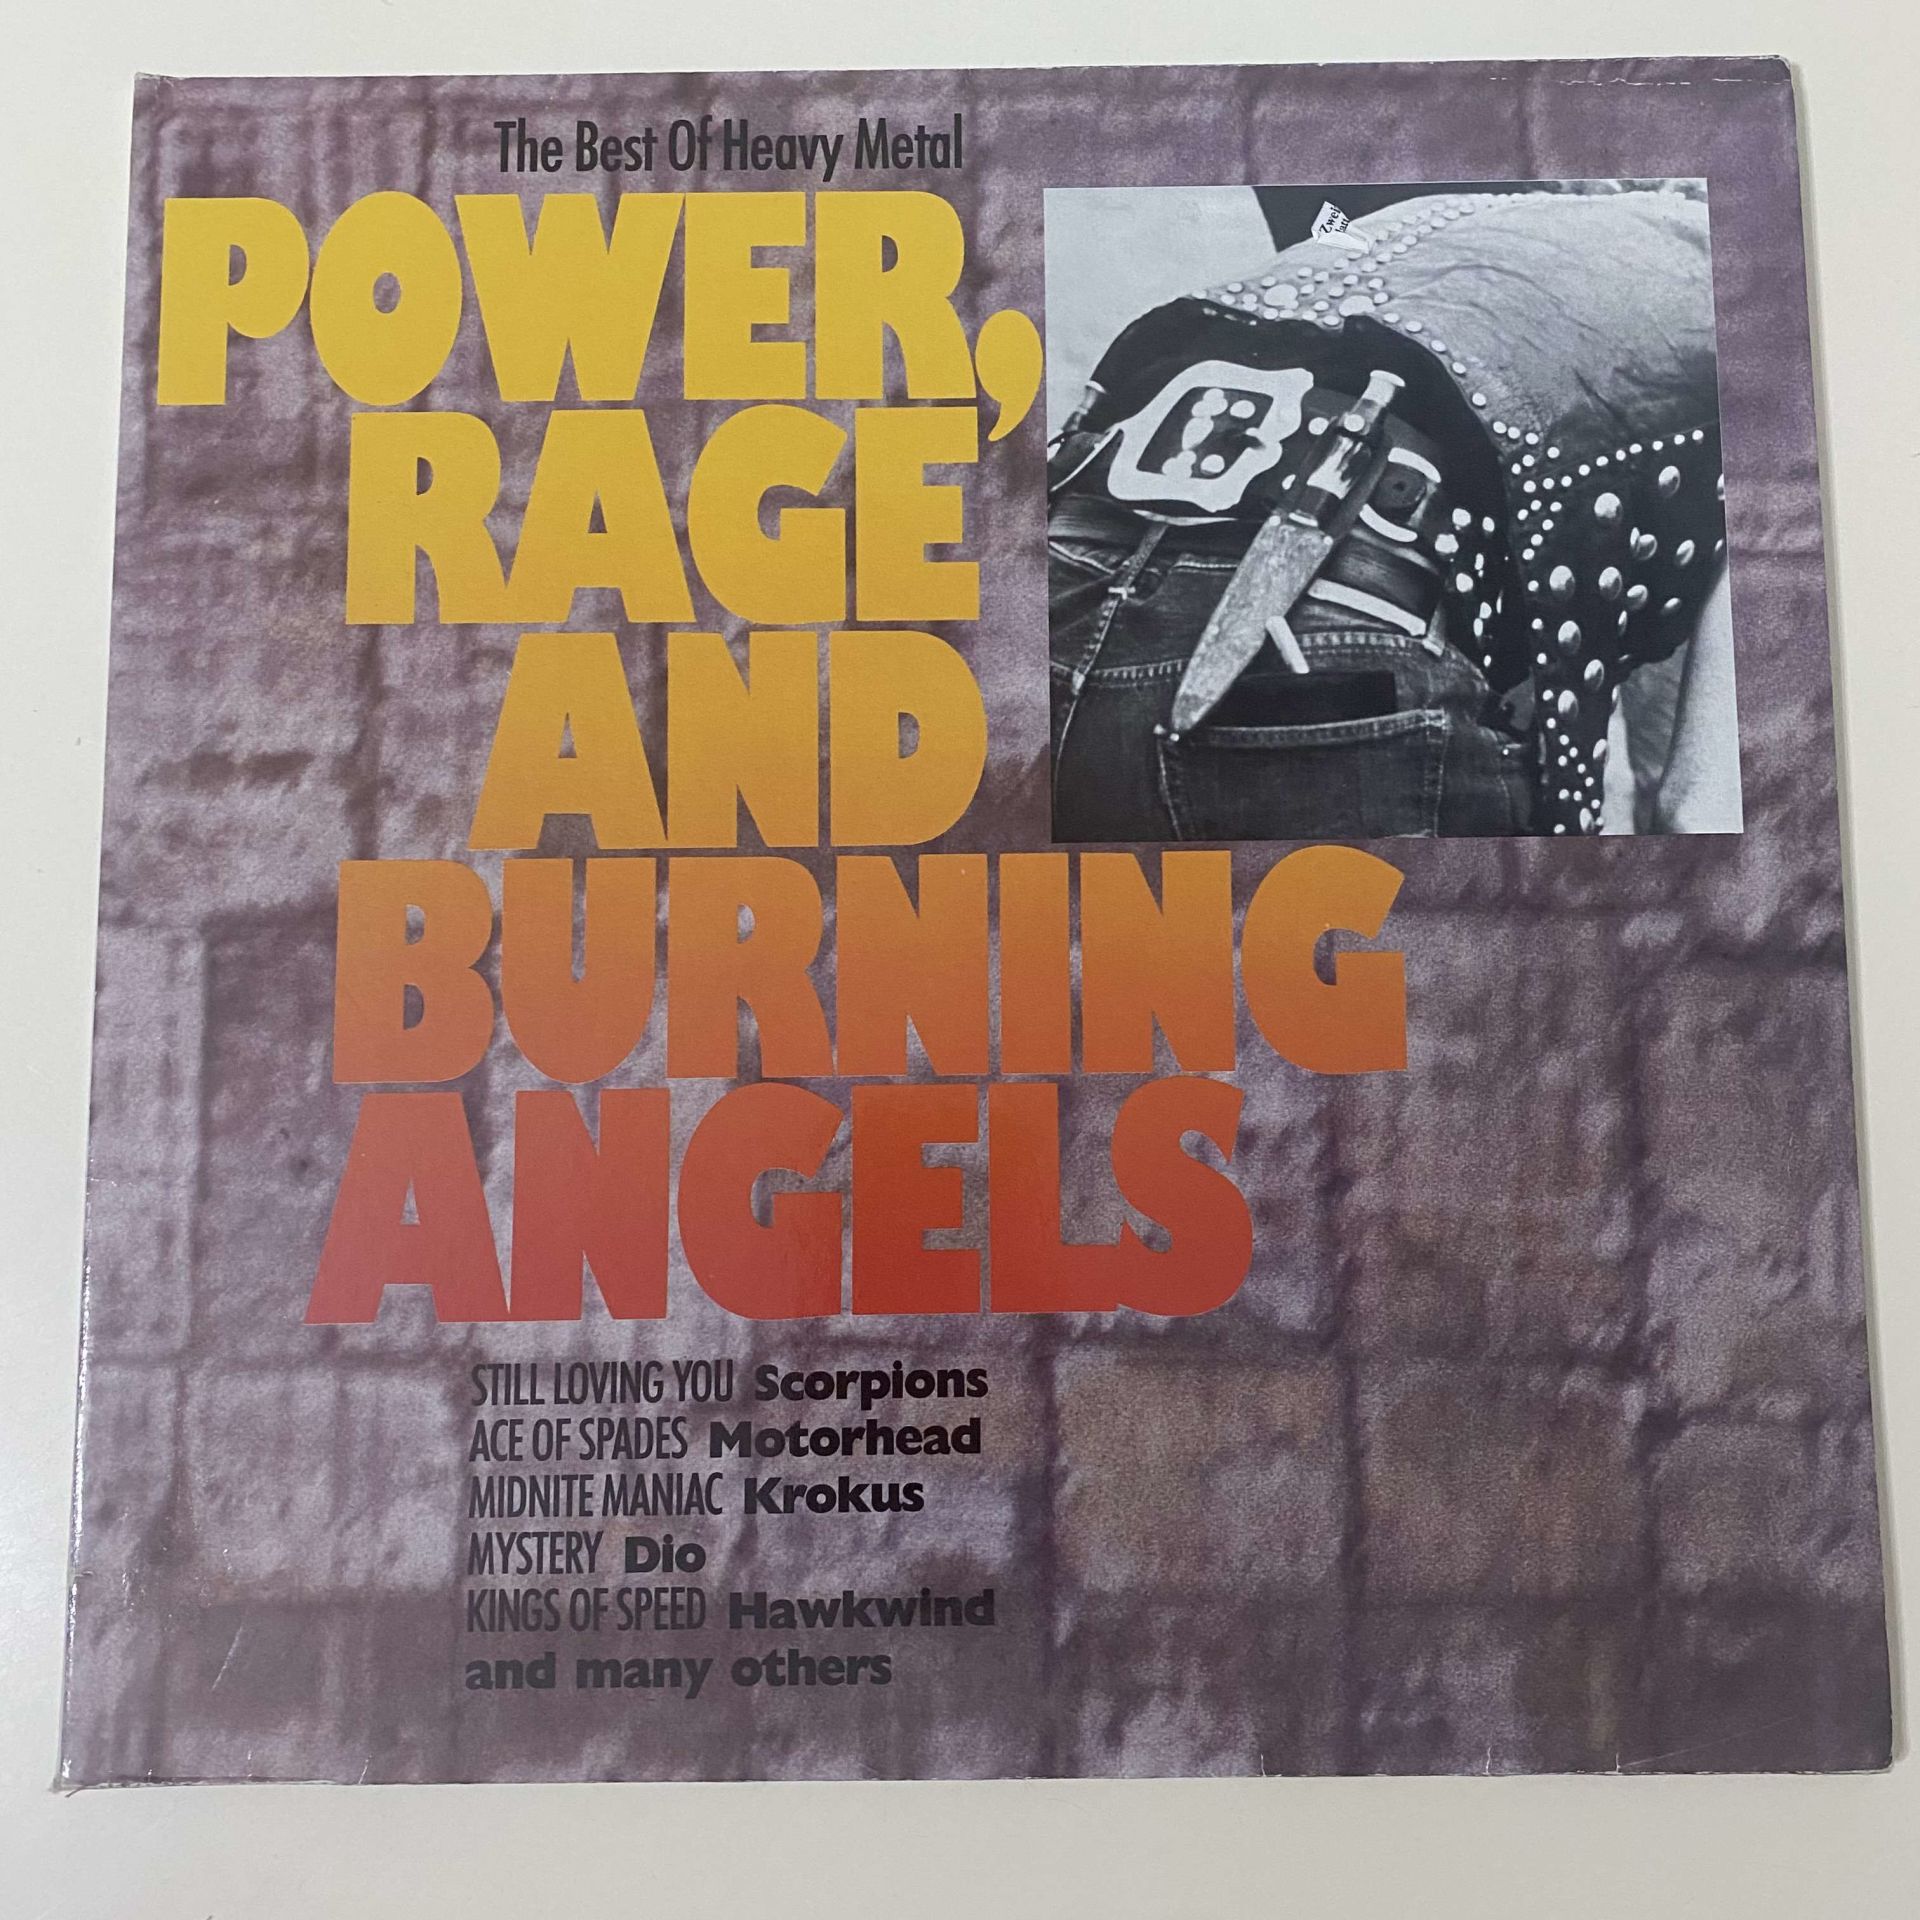 The Best Of Heavy Metal
POWER,
RAGE
AND
BURNING
ANGELS
Zwei
STILL LOVING YOU Scorpions
ACE OF SPADES Motorhead
MIDNITE MANIAC Krokus
MYSTERY Dio
KINGS OF SPEED Hawkwind
and many others